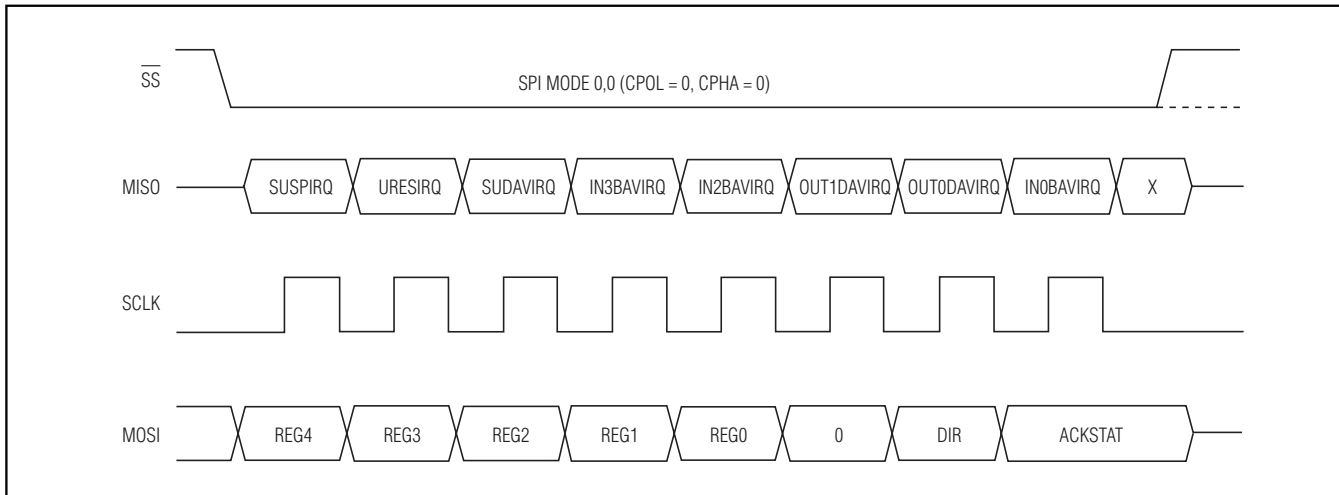 SS
SPI MODE 0,0 (CPOL = 0, CPHA = 0)
MISO SUSPIRQ URESIRQ SUDAVIRQ IN3BAVIRQ IN2BAVIRQ OUT1DAVIRQ OUT0DAVIRQ IN0BAVIRQ X
SCLK
MOSI REG4 REG3 REG2 REG1 REG0 0 DIR ACKSTAT